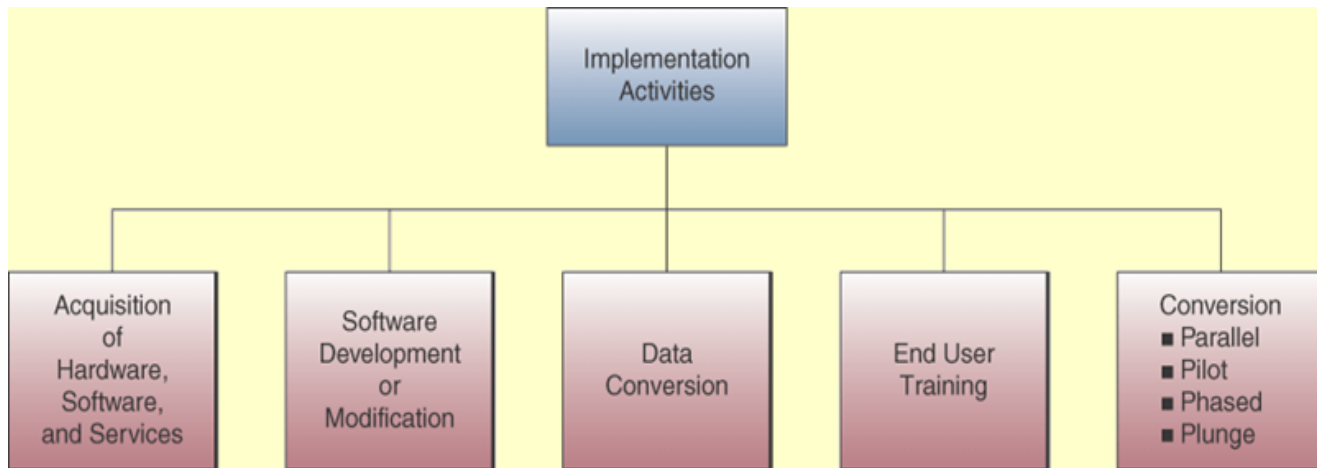 Implementation
Activities
Acquisition
of
Hardware,
Software,
and Services
Software
Development
or
Modification
Data
Conversion
End User
Training
Conversion
■ Parallel
■ Pilot
■ Phased
■ Plunge